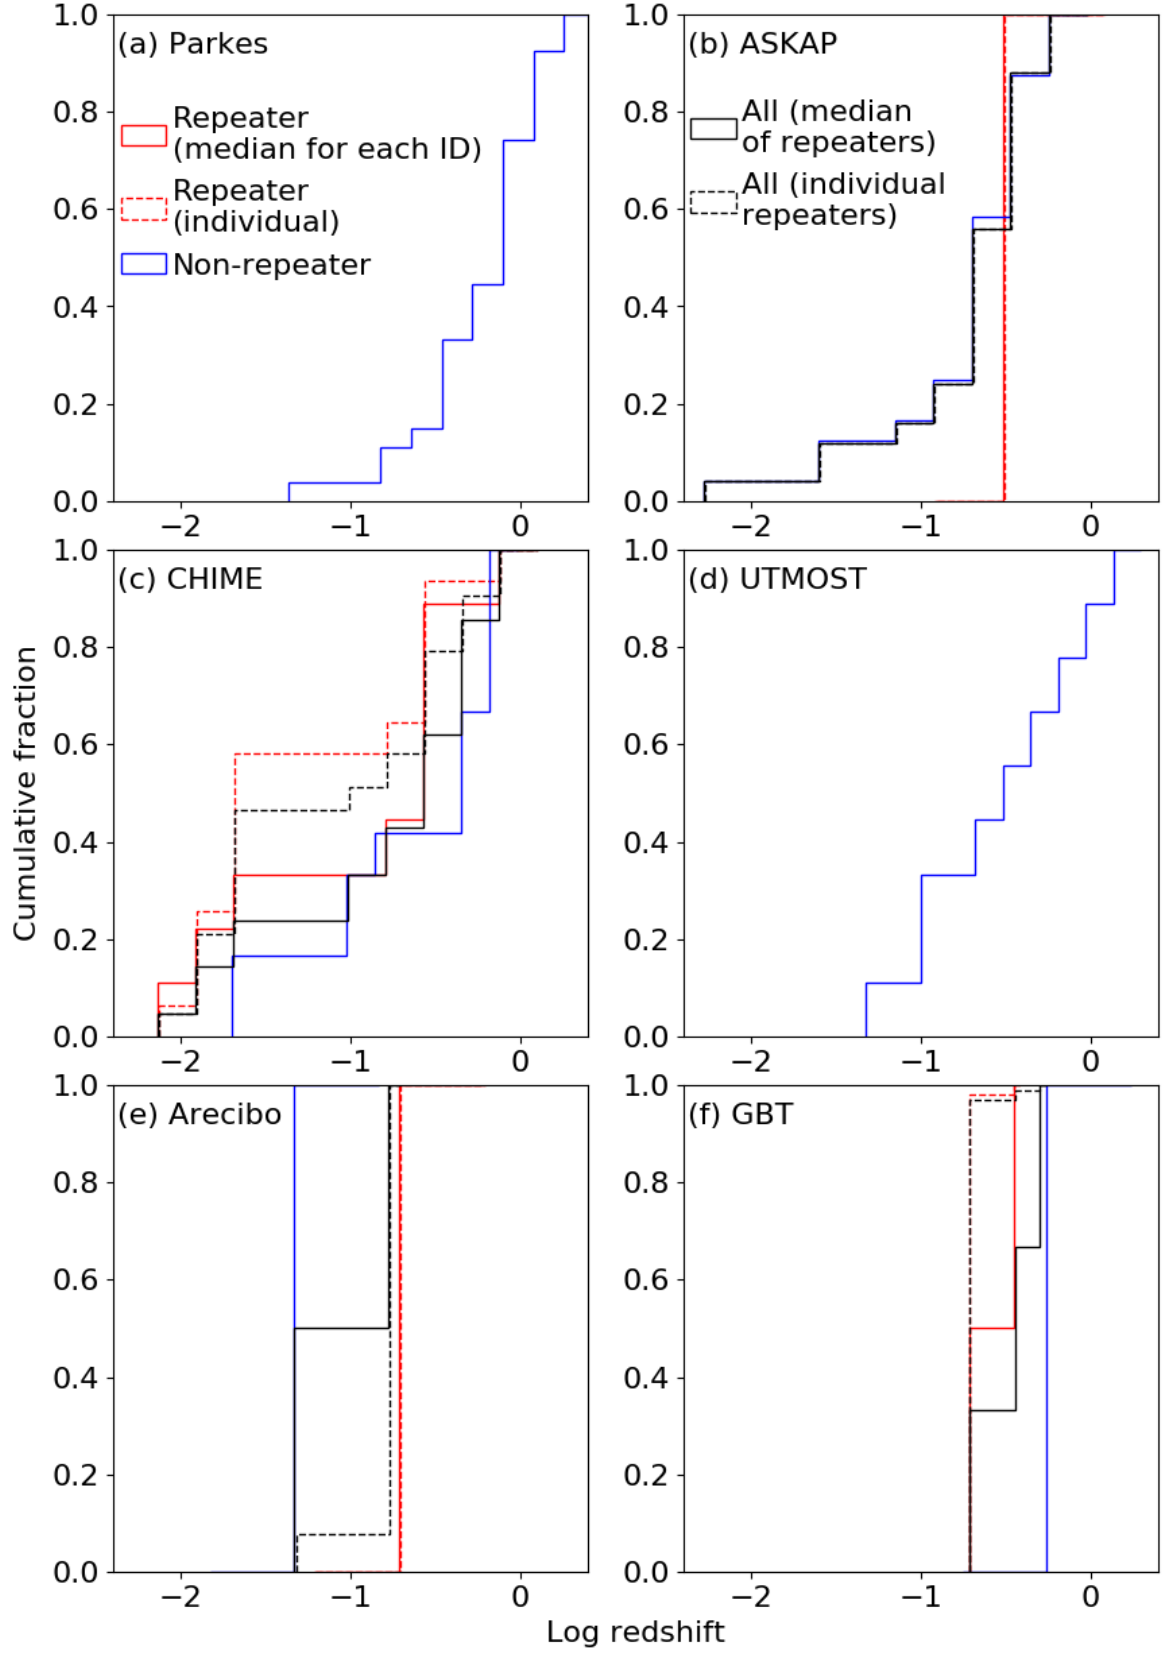 (a) Parkes
Repeater
(median for each ID)
Repeater
(individual)
Non-repeater
1.0
0.8
0.6
0.4
0.2
0.0
−2 −1 0
(b) ASKAP
All (median
of repeaters)
All (individual
repeaters)
1.0
0.8
0.6
0.4
0.2
0.0
−2 −1 0
Cumulative fraction
(c) CHIME
1.0
0.8
0.6
0.4
0.2
0.0
−2 −1 0
(d) UTMOST
1.0
0.8
0.6
0.4
0.2
0.0
−2 −1 0
(e) Arecibo
1.0
0.8
0.6
0.4
0.2
0.0
−2 −1 0
(f) GBT
1.0
0.8
0.6
0.4
0.2
0.0
−2 −1 0
Log redshift